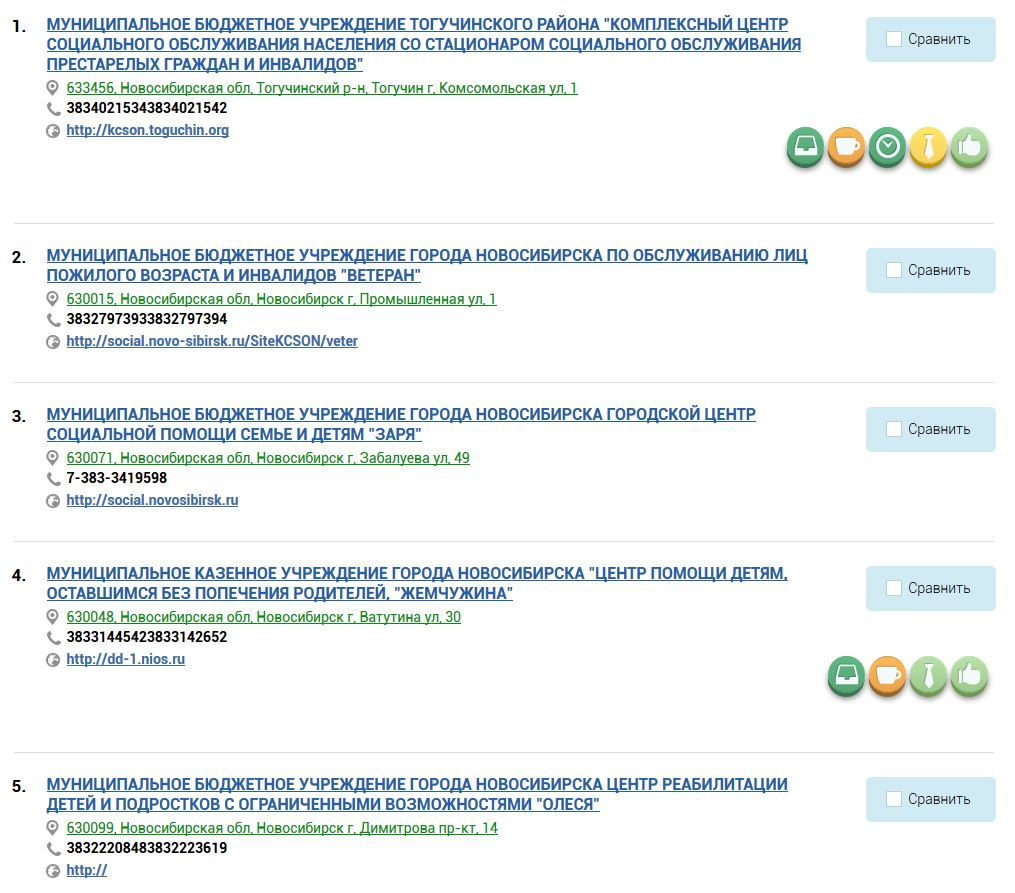 1. МУНИЦИПАЛЬНОЕ БЮДЖЕТНОЕ УЧРЕЖДЕНИЕ ТОГУЧИНСКОГО РАЙОНА "КОМПЛЕКСНЫЙ ЦЕНТР
СОЦИАЛЬНОГО ОБСЛУЖИВАНИЯ НАСЕЛЕНИЯ СО СТАЦИОНАРОМ СОЦИАЛЬНОГО ОБСЛУЖИВАНИЯ
ПРЕСТАРЕЛЫХ ГРАЖДАН И ИНВАЛИДОВ"
Сравнить
633456, Новосибирская обл, Тогучинский р-н, Тогучин г, Комсомольская ул, 1
38340215343834021542
http://kcson.toguchin.org
2. МУНИЦИПАЛЬНОЕ БЮДЖЕТНОЕ УЧРЕЖДЕНИЕ ГОРОДА НОВОСИБИРСКА ПО ОБСЛУЖИВАНИЮ ЛИЦ
ПОЖИЛОГО ВОЗРАСТА И ИНВАЛИДОВ "ВЕТЕРАН"
Сравнить
630015, Новосибирская обл, Новосибирск г, Промышленная ул, 1
38327973933832797394
http://social.novo-sibirsk.ru/SiteKCSON/veter
3. МУНИЦИПАЛЬНОЕ БЮДЖЕТНОЕ УЧРЕЖДЕНИЕ ГОРОДА НОВОСИБИРСКА ГОРОДСКОЙ ЦЕНТР
СОЦИАЛЬНОЙ ПОМОЩИ СЕМЬЕ И ДЕТЯМ "ЗАРЯ"
Сравнить
630071, Новосибирская обл, Новосибирск г, Забалуева ул, 49
7-383-3419598
http://social.novosibirsk.ru
4. МУНИЦИПАЛЬНОЕ КАЗЕННОЕ УЧРЕЖДЕНИЕ ГОРОДА НОВОСИБИРСКА "ЦЕНТР ПОМОЩИ ДЕТЯМ,
ОСТАВШИМСЯ БЕЗ ПОПЕЧЕНИЯ РОДИТЕЛЕЙ, "ЖЕМЧУЖИНА"
Сравнить
630048, Новосибирская обл, Новосибирск г, Ватутина ул, 30
38331445423833142652
http://dd-1.nios.ru
5. МУНИЦИПАЛЬНОЕ БЮДЖЕТНОЕ УЧРЕЖДЕНИЕ ГОРОДА НОВОСИБИРСКА ЦЕНТР РЕАБИЛИТАЦИИ
ДЕТЕЙ И ПОДРОСТКОВ С ОГРАНИЧЕННЫМИ ВОЗМОЖНОСТЯМИ "ОЛЕСЯ"
Сравнить
630099, Новосибирская обл, Новосибирск г, Димитрова пр-кт, 14
38322208483832223619
http://